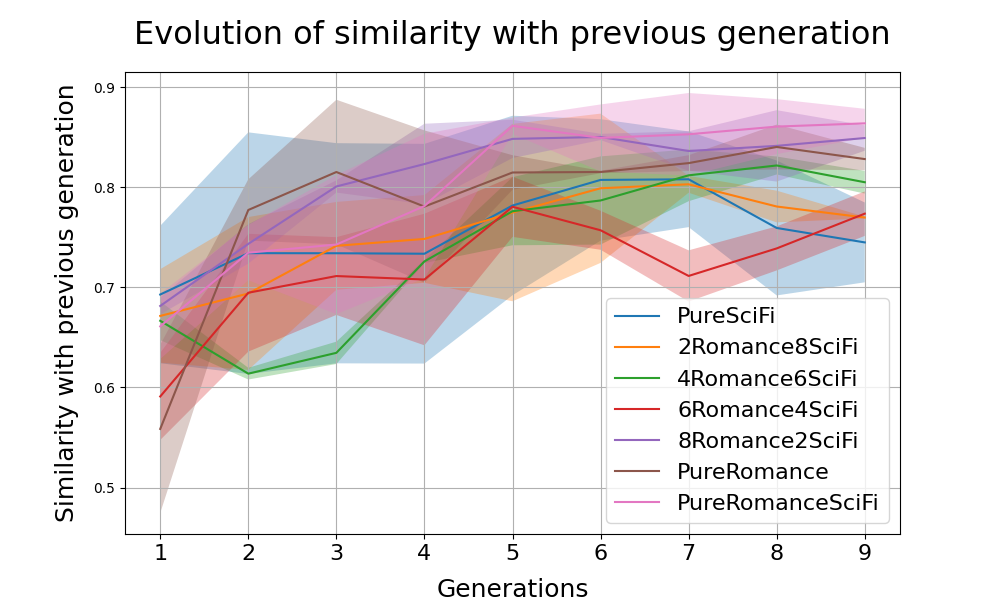 Evolution of similarity with previous generation
Similarity with previous generation
0.9
0.8
0.7
0.6
0.5
1 2 3 4 5 6 7 8 9
Generations
PureSciFi
2Romance8SciFi
4Romance6SciFi
6Romance4SciFi
8Romance2SciFi
PureRomance
PureRomanceSciFi